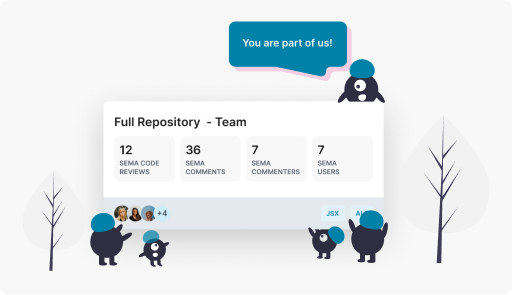 You are part of us!
Full Repository - Team
12
SEMA CODE
REVIEWS
36
SEMA
COMMENTS
7
SEMA
COMMENTERS
7
SEMA
USERS
+4
JSX